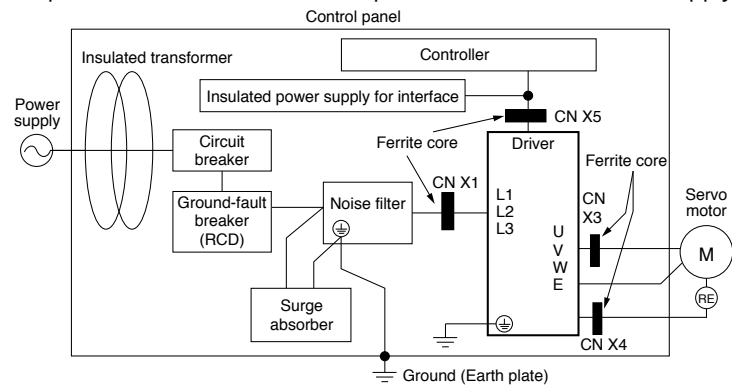 Control panel
Insulated transformer
Controller
Insulated power supply for interface
Power
supply
CN X5
Circuit
breaker
Ferrite core
Driver
Ferrite core
CN X1
Ground-fault
breaker
(RCD)
Noise filter
L1
L2
L3
CN
X3
Servo
motor
U
V
W
E
M
RE
Surge
absorber
CN X4
Ground (Earth plate)